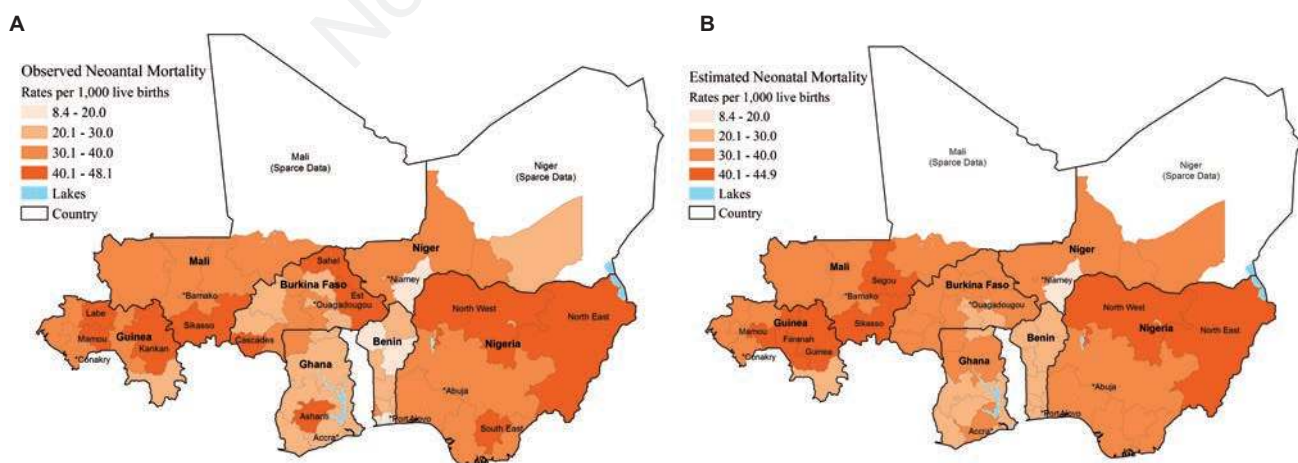 A
Observed Neoantal Mortality
Rates per 1,000 live births
8.4 - 20.0
20.1 - 30.0
30.1 - 40.0
40.1 - 48.1
Lakes
Country
Mali
(Sparce Data)
Niger
(Sparce Data)
Niger
Mali
Sahel
*Niamey
Burkina Faso
Est
*Bamako
*Ouagadougou
North West
North East
Labe
Sikasso
Mamou
Guinea
Kankan
Cascades
Benin
Nigeria
*Conakry
Ghana
*Abuja
Ashanti
*Port-Novo
South East
Accra*
B
Estimated Neonatal Mortality
Rates per 1,000 live births
8.4 - 20.0
20.1 - 30.0
30.1 - 40.0
40.1 - 44.9
Lakes
Country
Mali
(Sparce Data)
Niger
(Sparce Data)
Niger
Mali
Segou
*Niamey
Burkina Faso
*Bamako
*Ouagadougou
North West
North East
Guinea
Sikasso
Mamou
Faranah
Guinea
Nigeria
Benin
*Conakry
Ghana
*Abuja
*Port-Novo
Accra*